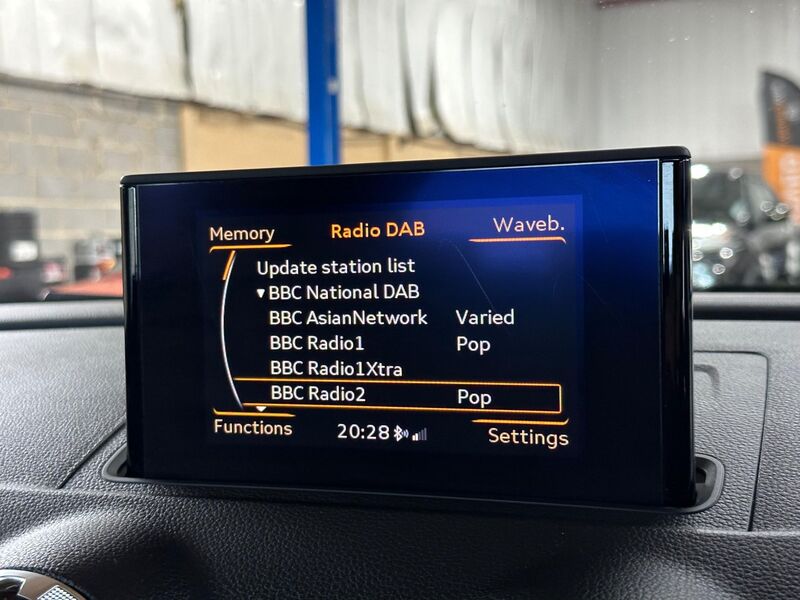 Memory Radio DAB Waveb.
Update station list
▼BBC National DAB
BBC AsianNetwork Varied
BBC Radio1 Pop
BBC Radio1Xtra
BBC Radio2 Pop
Functions 20:28 Settings